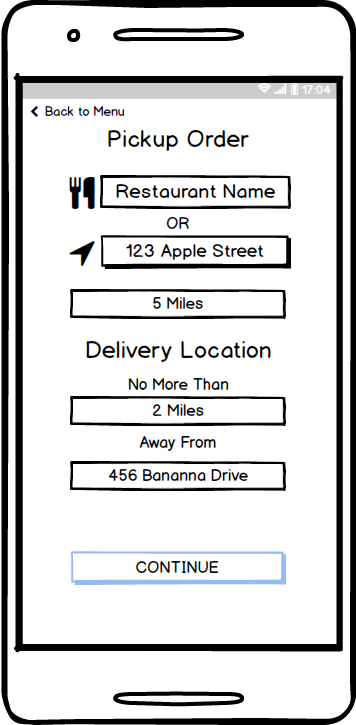 17:04
Back to Menu
Pickup Order
Restaurant Name
OR
123 Apple Street
5 Miles
Delivery Location
No More Than
2 Miles
Away From
456 Bananna Drive
CONTINUE